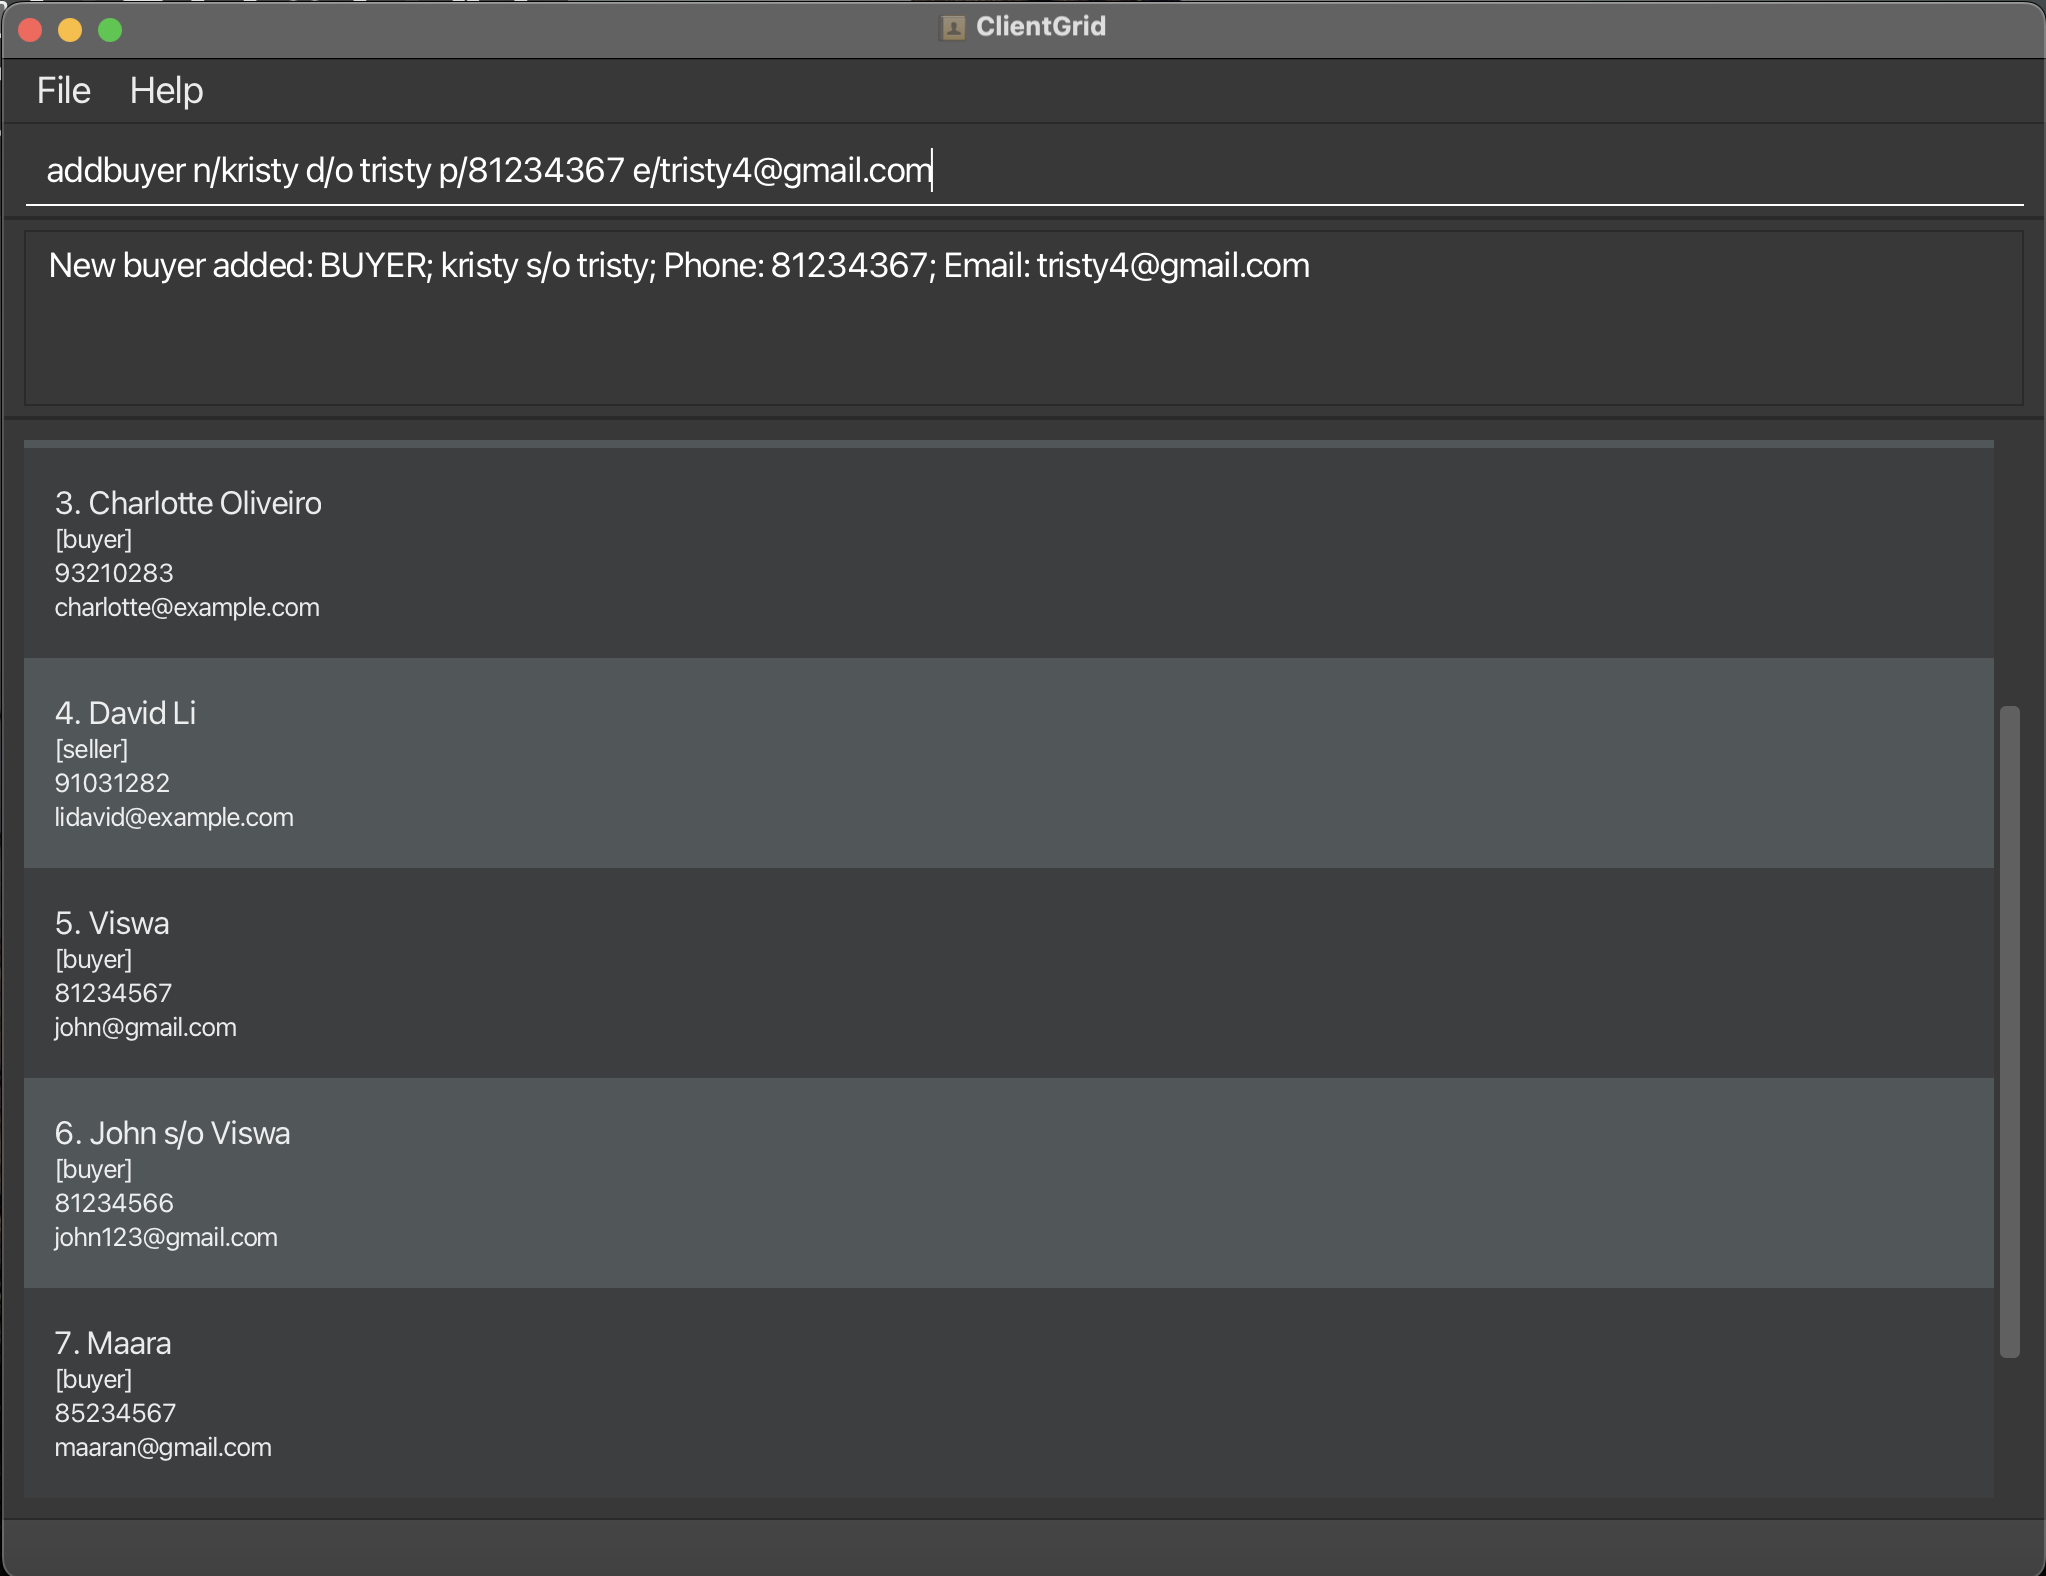 ClientGrid
File Help
addbuyer n/kristy d/o tristy p/81234367 e/tristy4@gmail.com
New buyer added: BUYER; kristy s/o tristy; Phone: 81234367; Email: tristy4@gmail.com
3. Charlotte Oliveiro
[buyer]
93210283
charlotte@example.com
4. David Li
[seller]
91031282
lidavid@example.com
5. Viswa
[buyer]
81234567
john@gmail.com
6. John s/o Viswa
[buyer]
81234566
john123@gmail.com
7. Maara
[buyer]
85234567
maaran@gmail.com